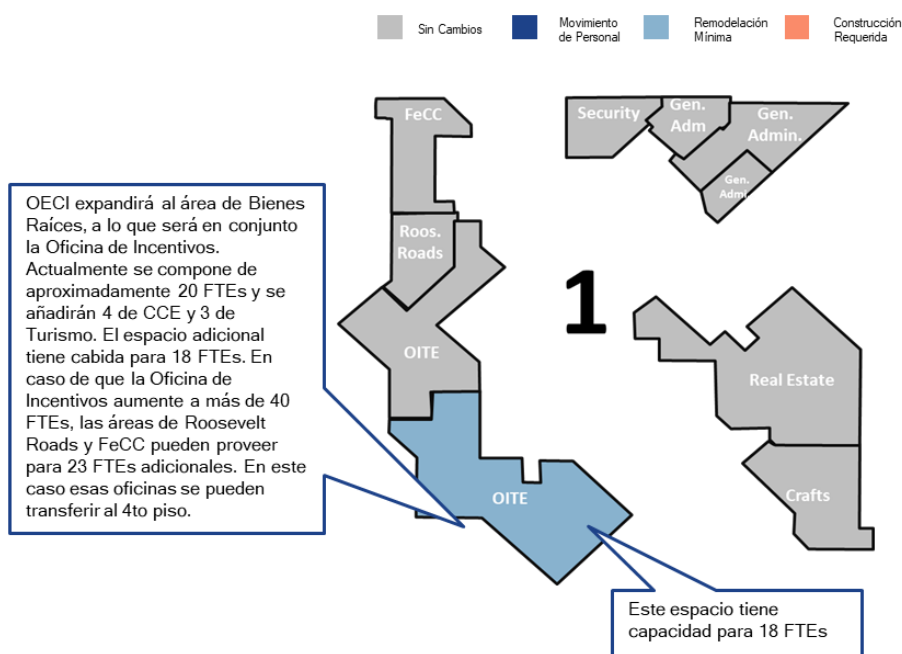 Sin Cambios
Movimiento
de Personal
Remodelación
Mínima
Construcción
Requerida
FeCC
Security
Gen.
Adm
Gen.
Admin.
Gen.
Adm
OECI expandirá al área de Bienes
Raíces, a lo que será en conjunto
la Oficina de Incentivos.
Actualmente se compone de
aproximadamente 20 FTEs y se
añadirán 4 de CCE y 3 de
Turismo. El espacio adicional
tiene cabida para 18 FTEs. En
caso de que la Oficina de
Incentivos aumente a más de 40
FTEs, las áreas de Roosevelt
Roads y FeCC pueden proveer
para 23 FTEs adicionales. En este
caso esas oficinas se pueden
transferir al 4to piso.
Roos.
Roads
1
OITE
Real Estate
OITE
Crafts
Este espacio tiene
capacidad para 18 FTEs